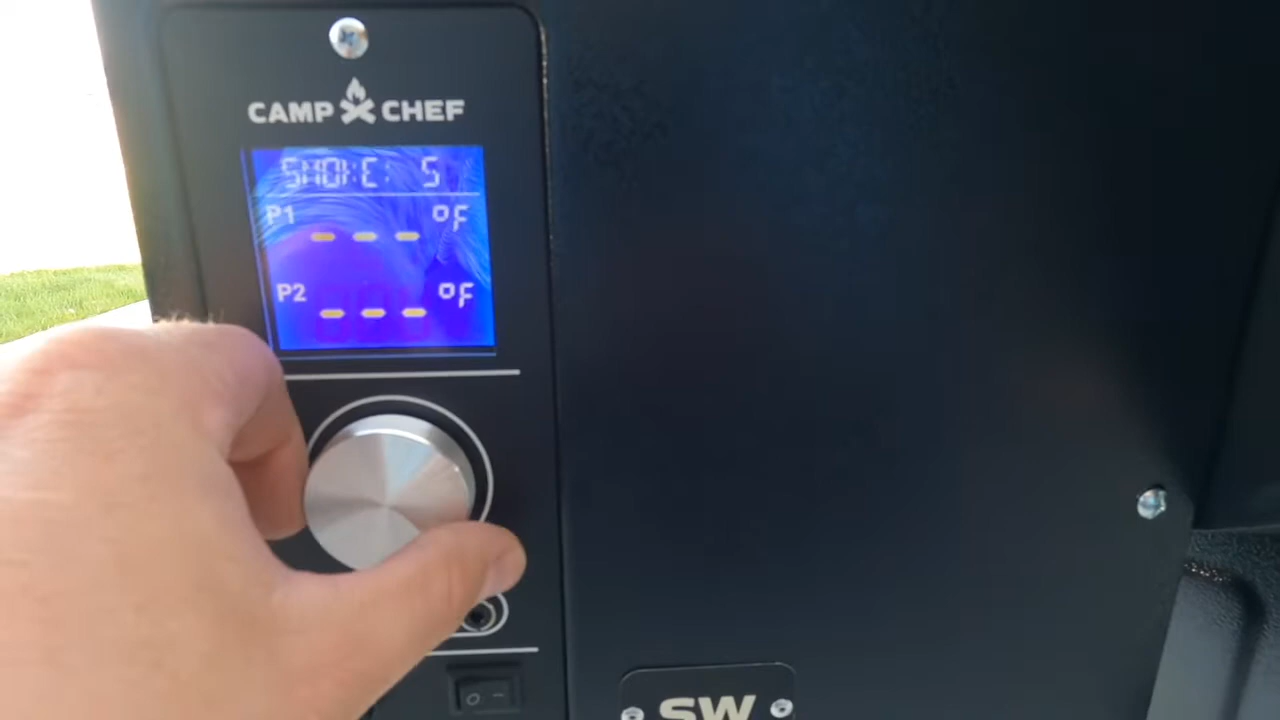 CAMP CHEF
SMOKE: 5
P1 --- °F
P2 --- °F
SW